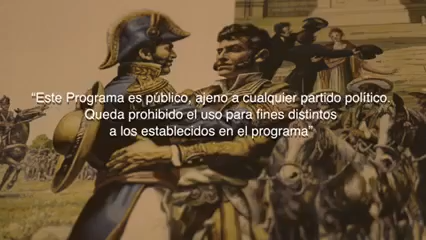 “Este Programa es público, ajeno a cualquier partido político.
Queda prohibido el uso para fines distintos
a los establecidos en el programa”